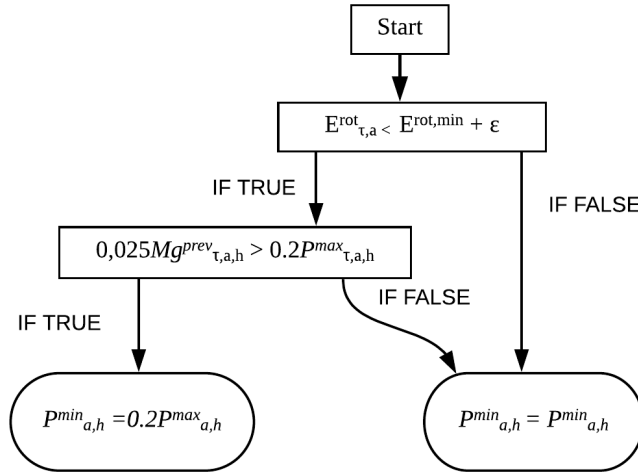 Start
E^rot_τ,a < E^rot,min + ε
IF TRUE
IF FALSE
0,025Mg^prev_τ,a,h > 0.2P^max_τ,a,h
IF FALSE
IF TRUE
P^min_a,h =0.2P^max_a,h
P^min_a,h = P^min_a,h